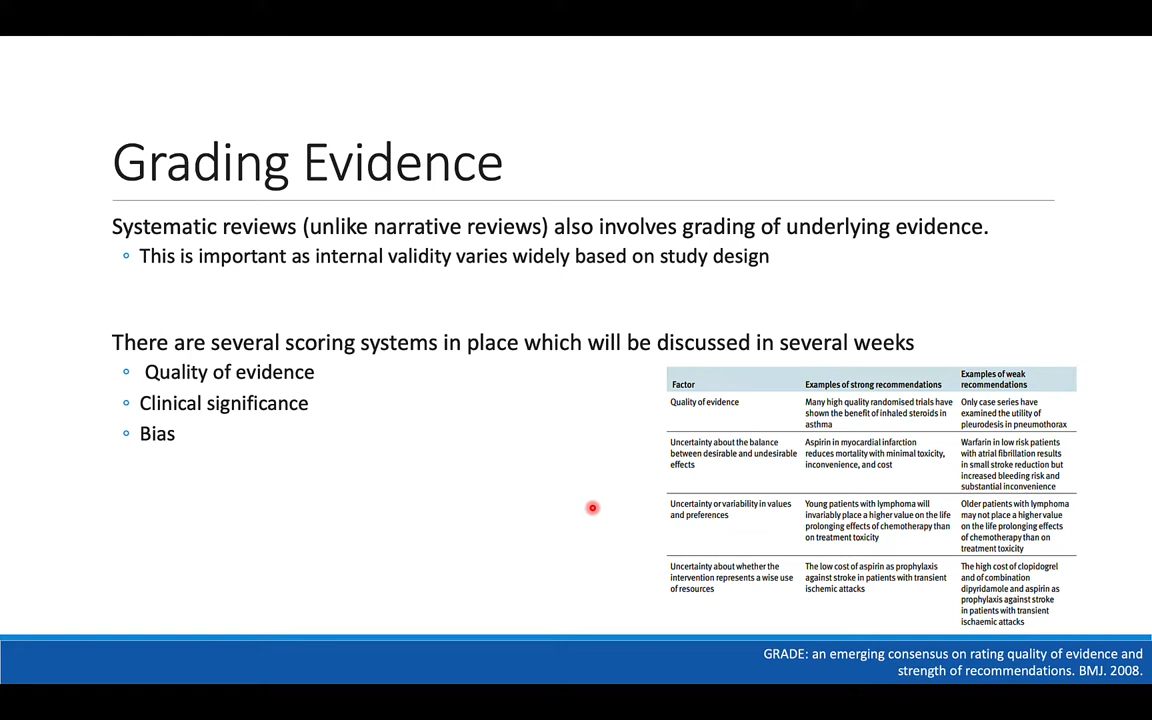 Grading Evidence
Systematic reviews (unlike narrative reviews) also involves grading of underlying evidence.
This is important as internal validity varies widely based on study design
There are several scoring systems in place which will be discussed in several weeks
Quality of evidence
Clinical significance
Bias
Factor
Examples of strong recommendations
Examples of weak
recommendations
Quality of evidence
Many high quality randomised trials have
shown the benefit of inhaled steroids in
asthma
Only case series have
examined the utility of
pleurodesis in pneumothorax
Uncertainty about the balance
between desirable and undesirable
effects
Aspirin in myocardial infarction
reduces mortality with minimal toxicity,
inconvenience, and cost
Warfarin in low risk patients
with atrial fibrillation results
in small stroke reduction but
increased bleeding risk and
substantial inconvenience
Uncertainty or variability in values
and preferences
Young patients with lymphoma will
invariably place a higher value on the life
prolonging effects of chemotherapy than
on treatment toxicity
Older patients with lymphoma
may not place a higher value
on the life prolonging effects
of chemotherapy than on
treatment toxicity
Uncertainty about whether the
intervention represents a wise use
of resources
The low cost of aspirin as prophylaxis
against stroke in patients with transient
ischemic attacks
The high cost of clopidogrel
and of combination
dipyridamole and aspirin as
prophylaxis against stroke
in patients with transient
ischaemic attacks
GRADE: an emerging consensus on rating quality of evidence and
strength of recommendations. BMJ. 2008.